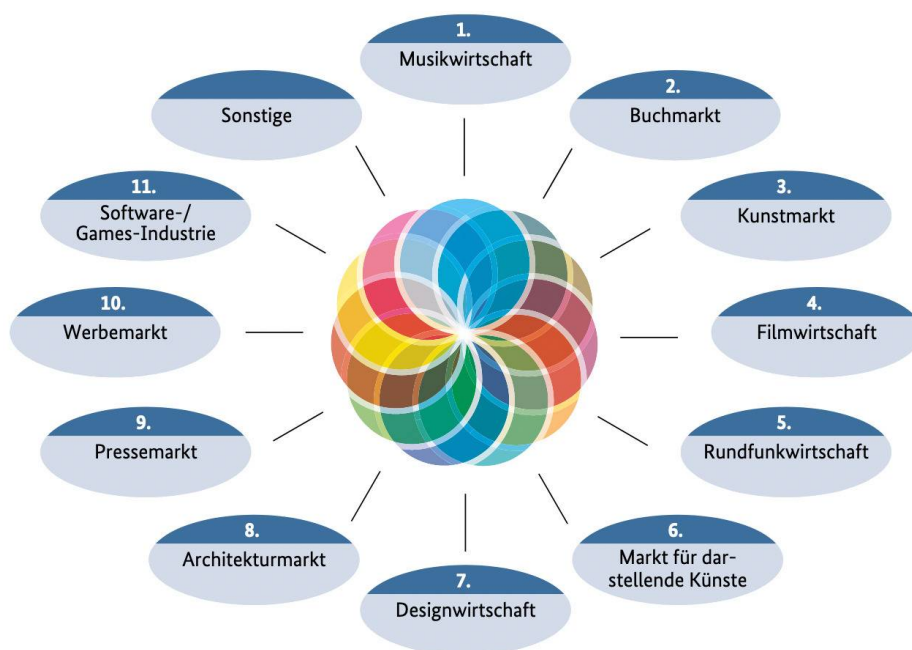 1.
Musikwirtschaft
2.
Buchmarkt
3.
Kunstmarkt
4.
Filmwirtschaft
5.
Rundfunkwirtschaft
6.
Markt für dar-
stellende Künste
7.
Designwirtschaft
8.
Architekturmarkt
9.
Pressemarkt
10.
Werbemarkt
11.
Software-/
Games-Industrie
Sonstige